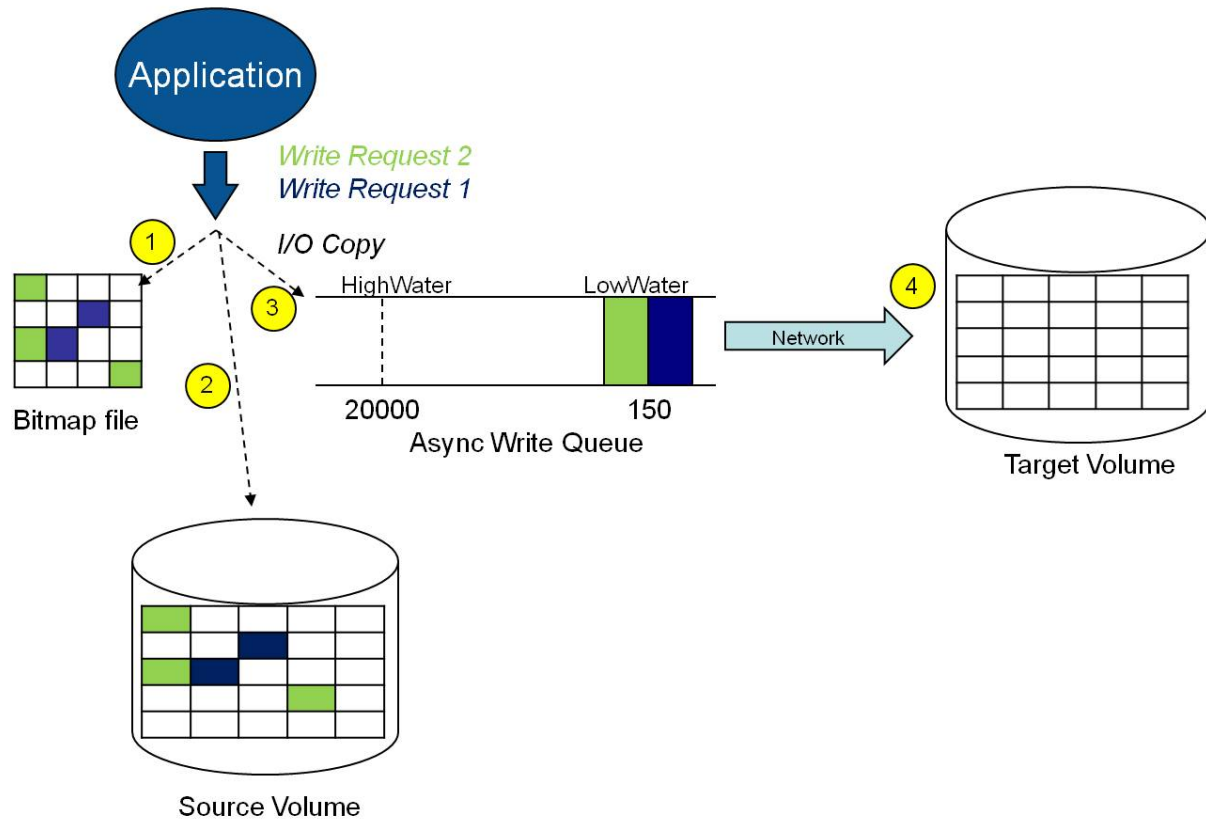 Application
Write Request 2
Write Request 1
1
I/O Copy
3
HighWater
LowWater
4
Network
2
20000
150
Bitmap file
Async Write Queue
Target Volume
Source Volume